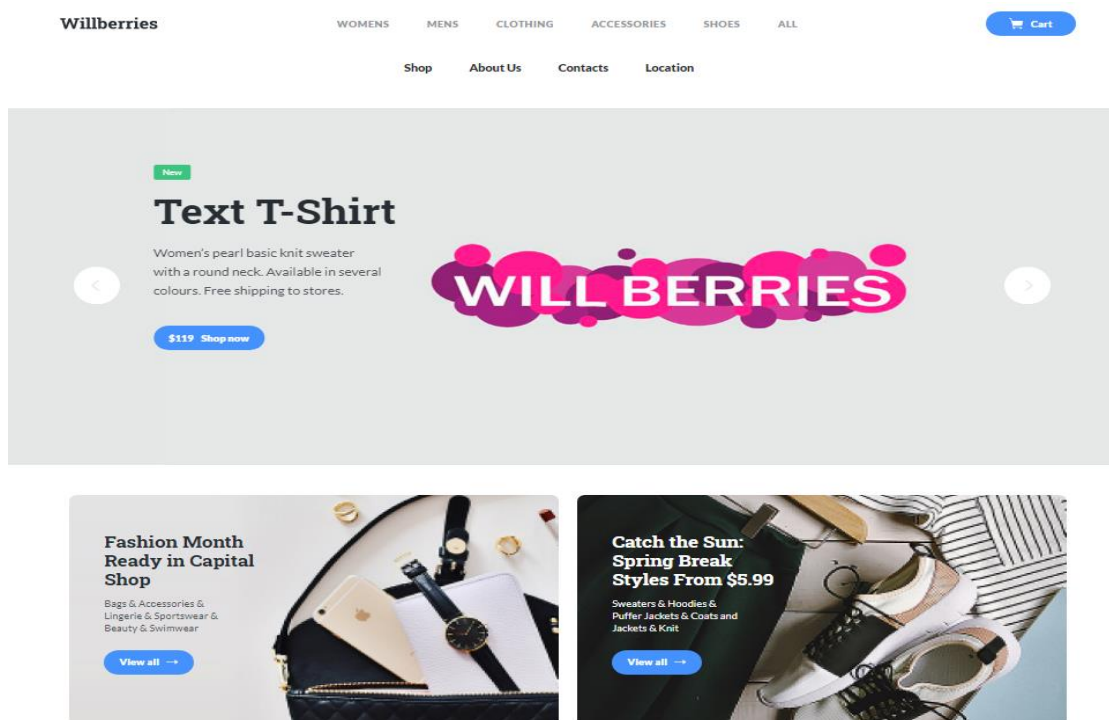 Willberries
WOMENS MENS CLOTHING ACCESSORIES SHOES ALL
Cart
Shop About Us Contacts Location
New
Text T-Shirt
Women's pearl basic knit sweater
with a round neck. Available in several
colours. Free shipping to stores.
$119 Shop now
WILL BERRIES
Fashion Month
Ready in Capital
Shop
Bags & Accessories &
Lingerie & Sportswear &
Beauty & Swimwear
View all →
Catch the Sun:
Spring Break
Styles From $5.99
Sweaters & Hoodies &
Puffer Jackets & Coats and
Jackets & Knit
View all →